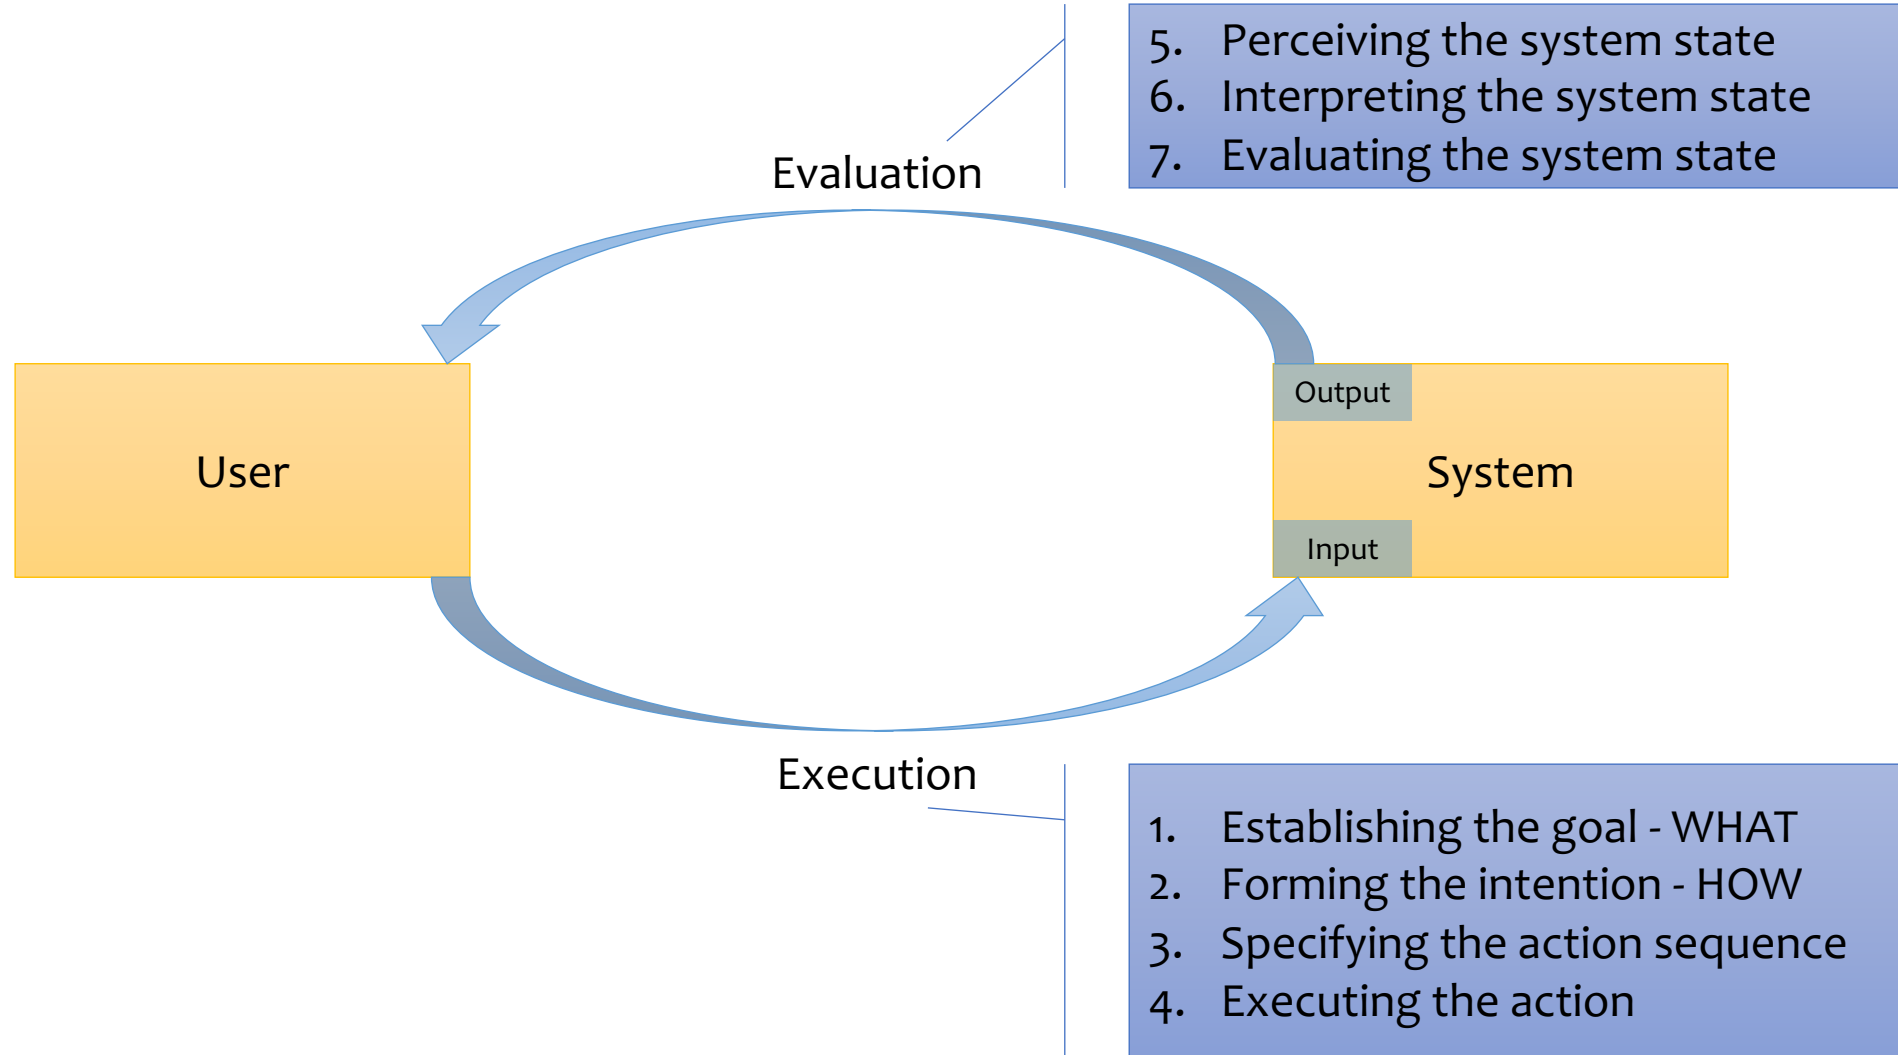 5. Perceiving the system state
6. Interpreting the system state
7. Evaluating the system state
Evaluation
Output
User
System
Input
Execution
1. Establishing the goal - WHAT
2. Forming the intention - HOW
3. Specifying the action sequence
4. Executing the action